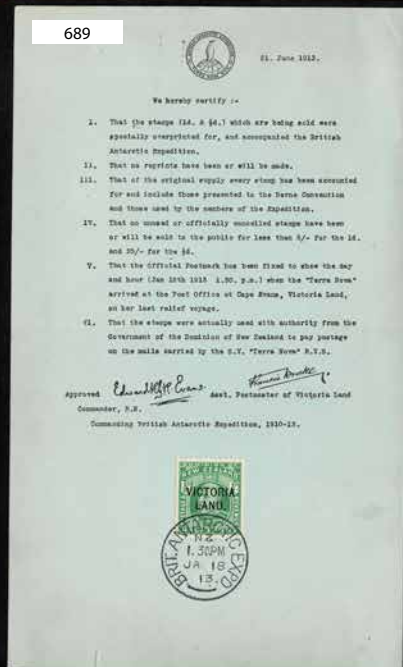 689
21. June 1913.
We hereby certify :-
I. That the stamps (1d. & ½d.) which are being sold were
specially overprinted for, and accompanied the British
Antarctic Expedition.
II. That no reprints have been or will be made.
III. That of the original supply every stamp has been accounted
for and include those presented to the Berne Convention
and those used by the members of the Expedition.
IV. That no unused or officially cancelled stamps have been
or will be sold to the public for less than for the 1d.
and for the ½d.
V. That the Official Postmark has been fixed to show the day
and hour (Jan 18th 1913 1.30. p.m.) when the "Terra Nova"
arrived at the Post Office at Cape Evans, Victoria Land,
on her last relief voyage.
VI. That the stamps were actually used with authority from the
Government of the Dominion of New Zealand to pay postage
on the mails carried by the S.Y. "Terra Nova" R.Y.S.
Approved Edward R G R Evans Asst. Postmaster of Victoria Land
Commander, R.N.
Commanding British Antarctic Expedition, 1910-13.
VICTORIA
LAND.
BRIT. ANTARCTIC EXPD
N.Z
1.30PM
JA 18
13.